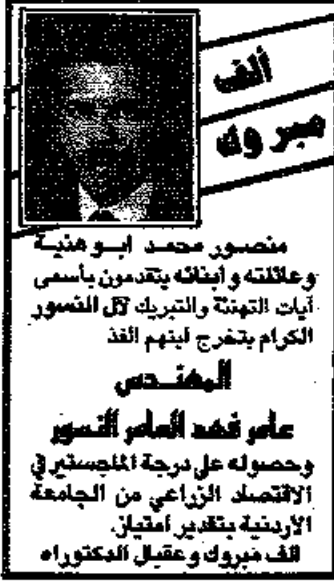 ألف
مبروك
منصور محمد ابو هنية
وعائلته وأبنائه يتقدمون بأسمى
آيات التهنئة والتبريك لآل النسور
الكرام بتخرج ابنهم الفذ
المهندس
عامر فهد العامر النسور
وحصوله على درجة الماجستير في
الاقتصاد الزراعي من الجامعة
الأردنية بتقدير امتياز.
الف مبروك وعقبال الدكتوراه